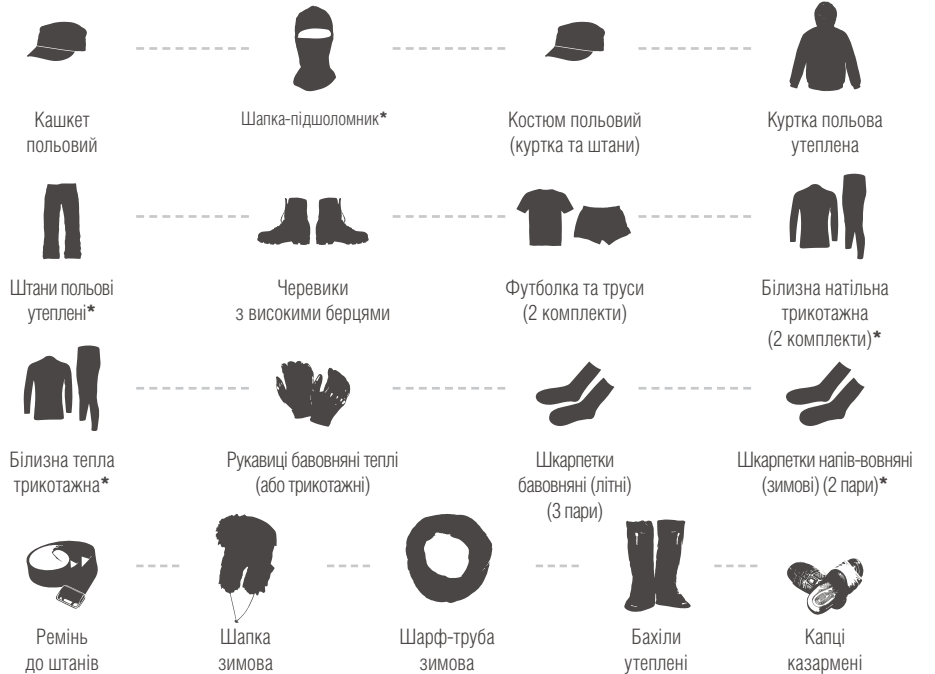 Кашкет
польовий
Шапка-підшоломник*
Костюм польовий
(куртка та штани)
Куртка польова
утеплена
Штани польові
утеплені*
Черевики
з високими берцями
Футболка та труси
(2 комплекти)
Білизна натільна
трикотажна
(2 комплекти)*
Білизна тепла
трикотажна*
Рукавиці бавовняні теплі
(або трикотажні)
Шкарпетки
бавовняні (літні)
(3 пари)
Шкарпетки напів-вовняні
(зимові) (2 пари)*
Ремінь
до штанів
Шапка
зимова
Шарф-труба
зимова
Бахіли
утеплені
Капці
казармені